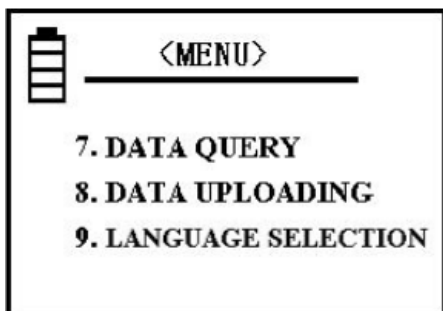 <MENU>
7. DATA QUERY
8. DATA UPLOADING
9. LANGUAGE SELECTION